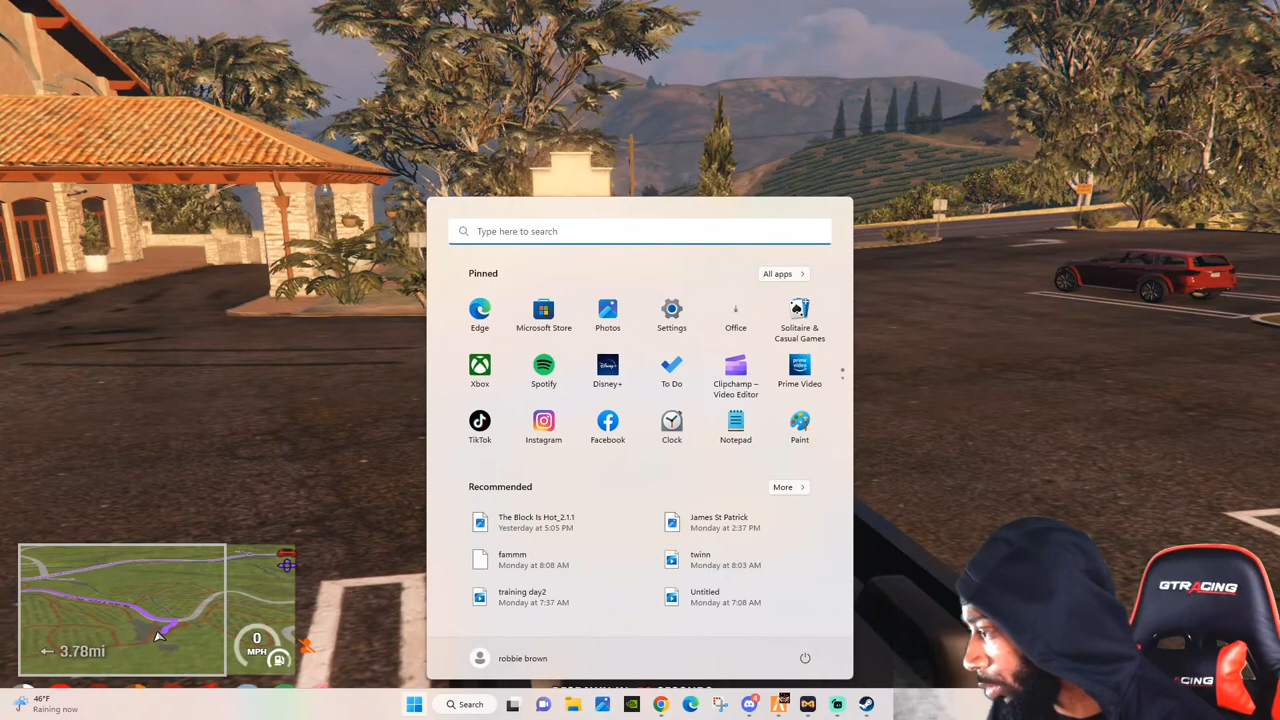 Type here to search
Pinned
All apps
Edge
Microsoft Store
Photos
Settings
Office
Solitaire &
Casual Games
Xbox
Spotify
Disney+
To Do
Clipchamp –
Video Editor
prime
video
Prime Video
TikTok
Instagram
Facebook
Clock
Notepad
Paint
Recommended
More
The Block Is Hot_2.1.1
Yesterday at 5:05 PM
James St Patrick
Monday at 2:37 PM
fammm
Monday at 8:08 AM
twinn
Monday at 8:03 AM
training day2
Monday at 7:37 AM
Untitled
Monday at 7:08 AM
robbie brown
3.78mi
0
MPH
GTRACING
46°F
Raining now
Search